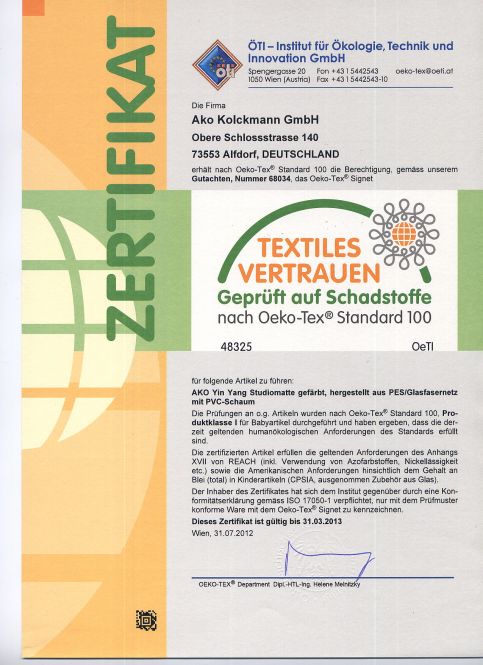 ZERTIFIKAT
öti
ÖTI – Institut für Ökologie, Technik und
Innovation GmbH
Spengergasse 20 Fon +43 1 5442543 oeko-tex@oeti.at
1050 Wien (Austria) Fax +43 1 5442543-10
Die Firma
Ako Kolckmann GmbH
Obere Schlossstrasse 140
73553 Alfdorf, DEUTSCHLAND
erhält nach Oeko-Tex® Standard 100 die Berechtigung, gemäss unserem
Gutachten, Nummer 68034, das Oeko-Tex® Signet
TEXTILES
VERTRAUEN
Geprüft auf Schadstoffe
nach Oeko-Tex® Standard 100
48325 OeTI
für folgende Artikel zu führen:
AKO Yin Yang Studiomatte gefärbt, hergestellt aus PES/Glasfasernetz
mit PVC-Schaum
Die Prüfungen an o.g. Artikeln wurden nach Oeko-Tex® Standard 100, Pro-
duktklasse I für Babyartikel durchgeführt und haben ergeben, dass die der-
zeit geltenden humanökologischen Anforderungen des Standards erfüllt
sind.
Die zertifizierten Artikel erfüllen die geltenden Anforderungen des Anhangs
XVII von REACH (inkl. Verwendung von Azofarbstoffen, Nickellässigkeit
etc.) sowie die Amerikanischen Anforderungen hinsichtlich dem Gehalt an
Blei (total) in Kinderartikeln (CPSIA, ausgenommen Zubehör aus Glas).
Der Inhaber des Zertifikates hat sich dem Institut gegenüber durch eine Kon-
formitätserklärung gemäss ISO 17050-1 verpflichtet, nur mit dem Prüfmuster
konforme Ware mit dem Oeko-Tex® Signet zu kennzeichnen.
Dieses Zertifikat ist gültig bis 31.03.2013
Wien, 31.07.2012
OEKO-TEX® Department Dipl.-HTL-Ing. Helene Melnitzky